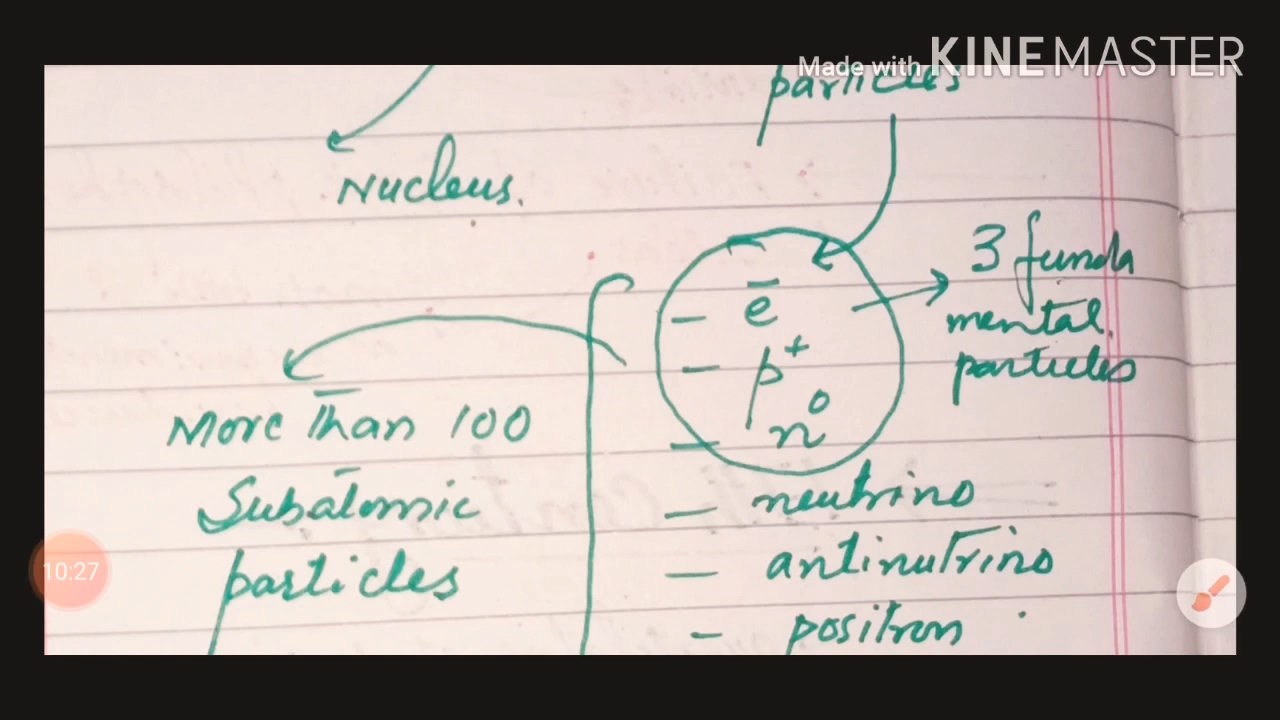 Made with KINEMASTER
particles
Nucleus.
3 funda
mental.
particles
– e̅
– p⁺
– n⁰
More than 100
Subatomic
particles
– neutrino
– antinutrino
– positron
10:27